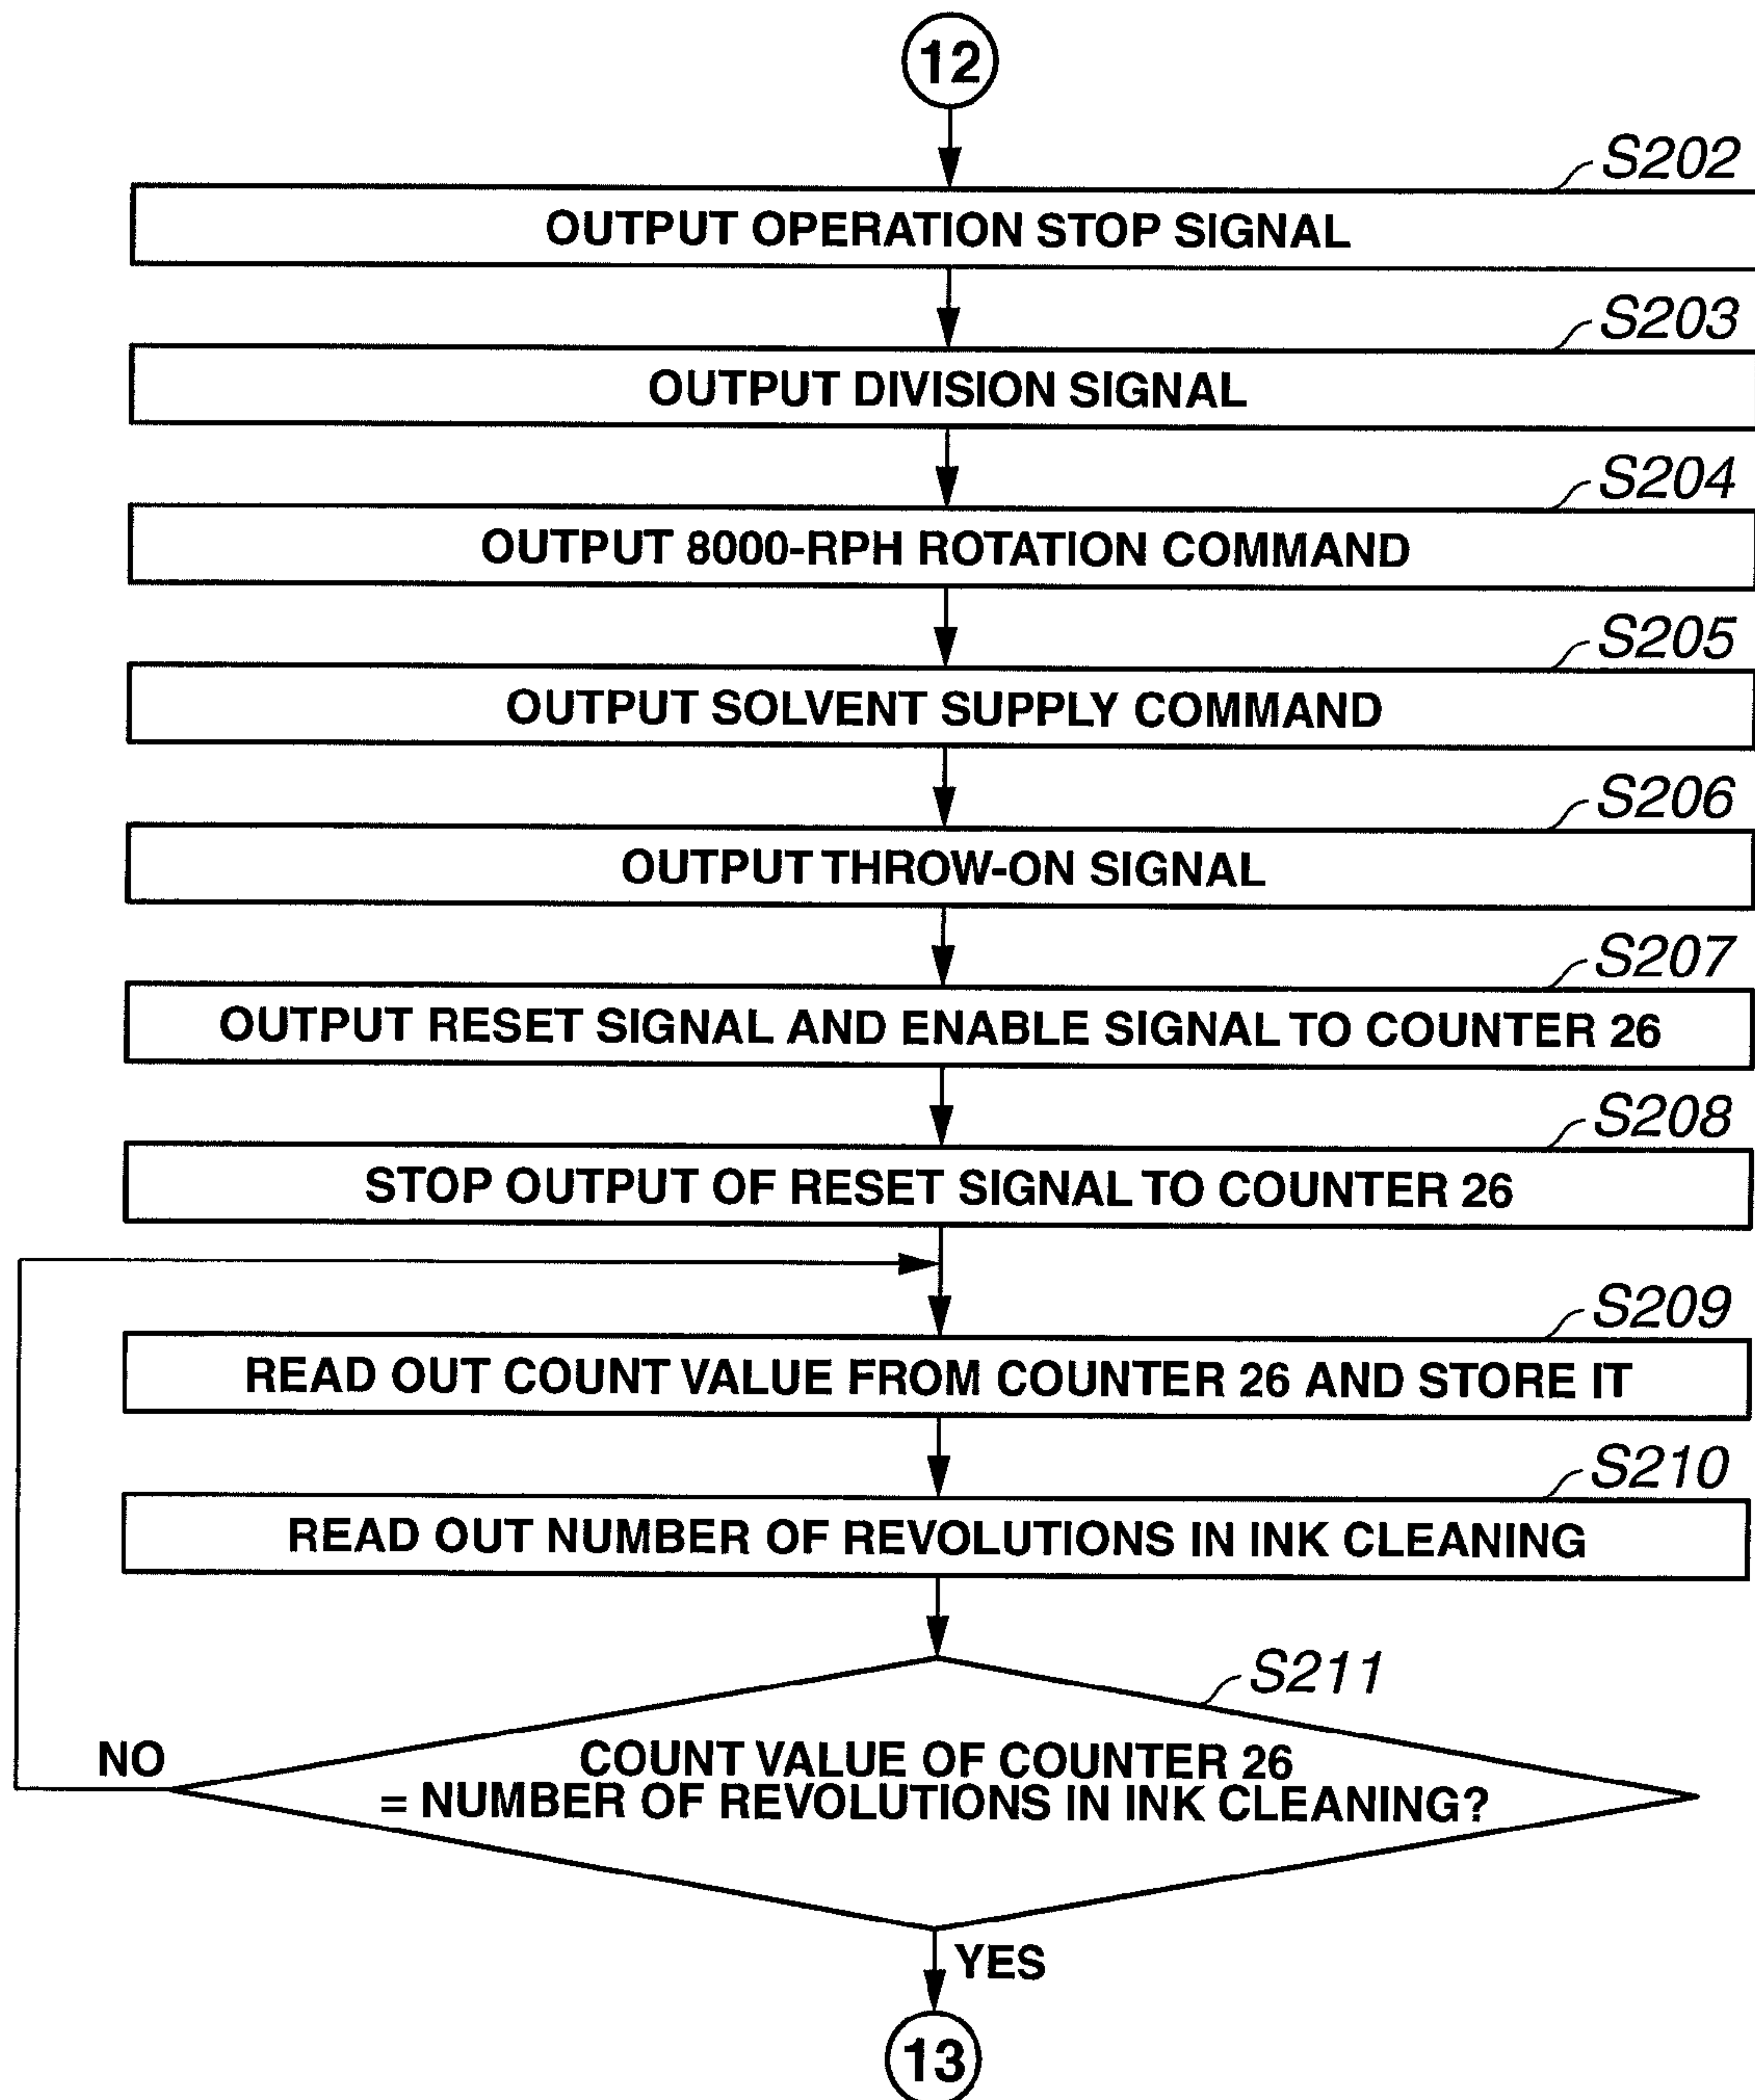 12
S202
OUTPUT OPERATION STOP SIGNAL
S203
OUTPUT DIVISION SIGNAL
S204
OUTPUT 8000-RPH ROTATION COMMAND
S205
OUTPUT SOLVENT SUPPLY COMMAND
S206
OUTPUT THROW-ON SIGNAL
S207
OUTPUT RESET SIGNAL AND ENABLE SIGNAL TO COUNTER 26
S208
STOP OUTPUT OF RESET SIGNAL TO COUNTER 26
S209
READ OUT COUNT VALUE FROM COUNTER 26 AND STORE IT
S210
READ OUT NUMBER OF REVOLUTIONS IN INK CLEANING
S211
NO
COUNT VALUE OF COUNTER 26
= NUMBER OF REVOLUTIONS IN INK CLEANING?
YES
13